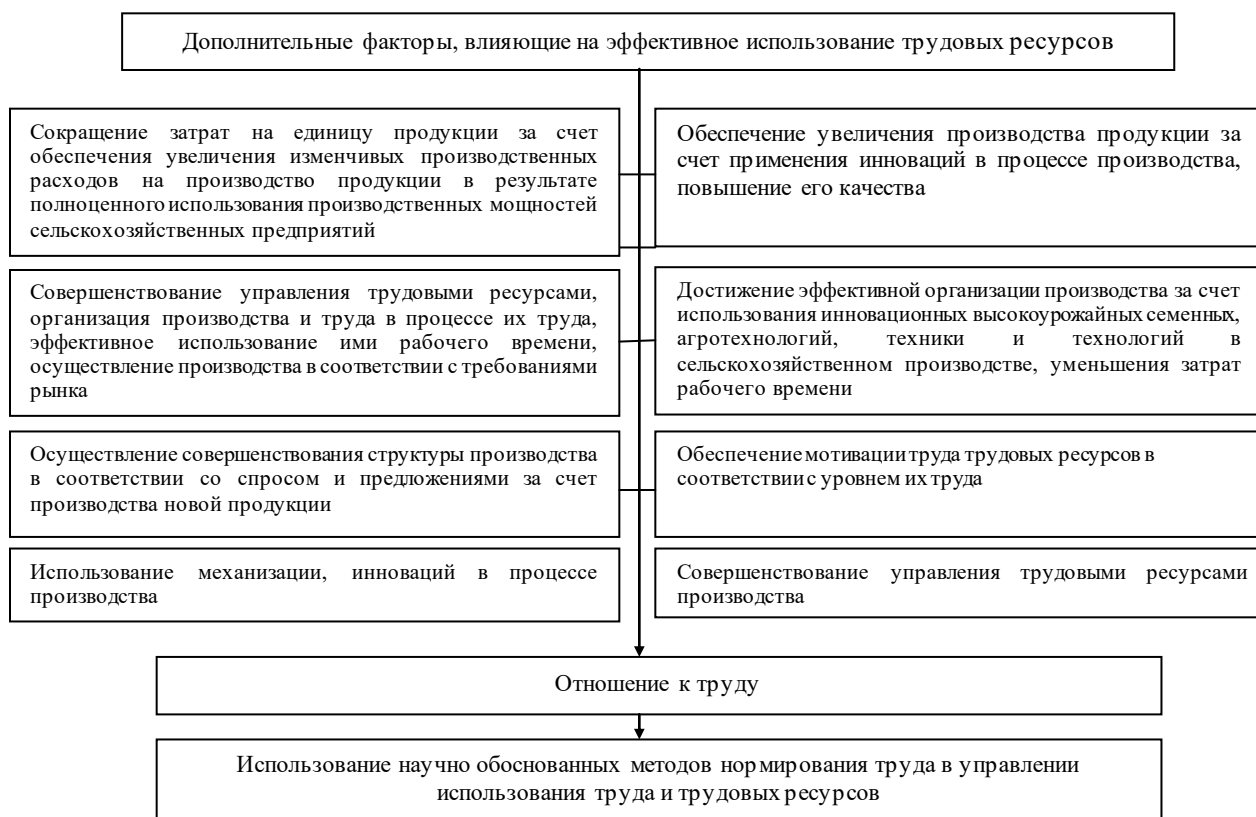 Дополнительные факторы, влияющие на эффективное использование трудовых ресурсов
Сокращение затрат на единицу продукции за счет
обеспечения увеличения изменчивых производственных
расходов на производство продукции в результате
полноценного использования производственных мощностей
сельскохозяйственных предприятий
Обеспечение увеличения производства продукции за
счет применения инноваций в процессе производства,
повышение его качества
Совершенствование управления трудовыми ресурсами,
организация производства и труда в процессе их труда,
эффективное использование ими рабочего времени,
осуществление производства в соответствии с требованиями
рынка
Достижение эффективной организации производства за счет
использования инновационных высокоурожайных семенных,
агротехнологий, техники и технологий в
сельскохозяйственном производстве, уменьшения затрат
рабочего времени
Осуществление совершенствования структуры производства
в соответствии со спросом и предложениями за счет
производства новой продукции
Обеспечение мотивации труда трудовых ресурсов в
соответствии с уровнем их труда
Использование механизации, инноваций в процессе
производства
Совершенствование управления трудовыми ресурсами
производства
Отношение к труду
Использование научно обоснованных методов нормирования труда в управлении
использования труда и трудовых ресурсов